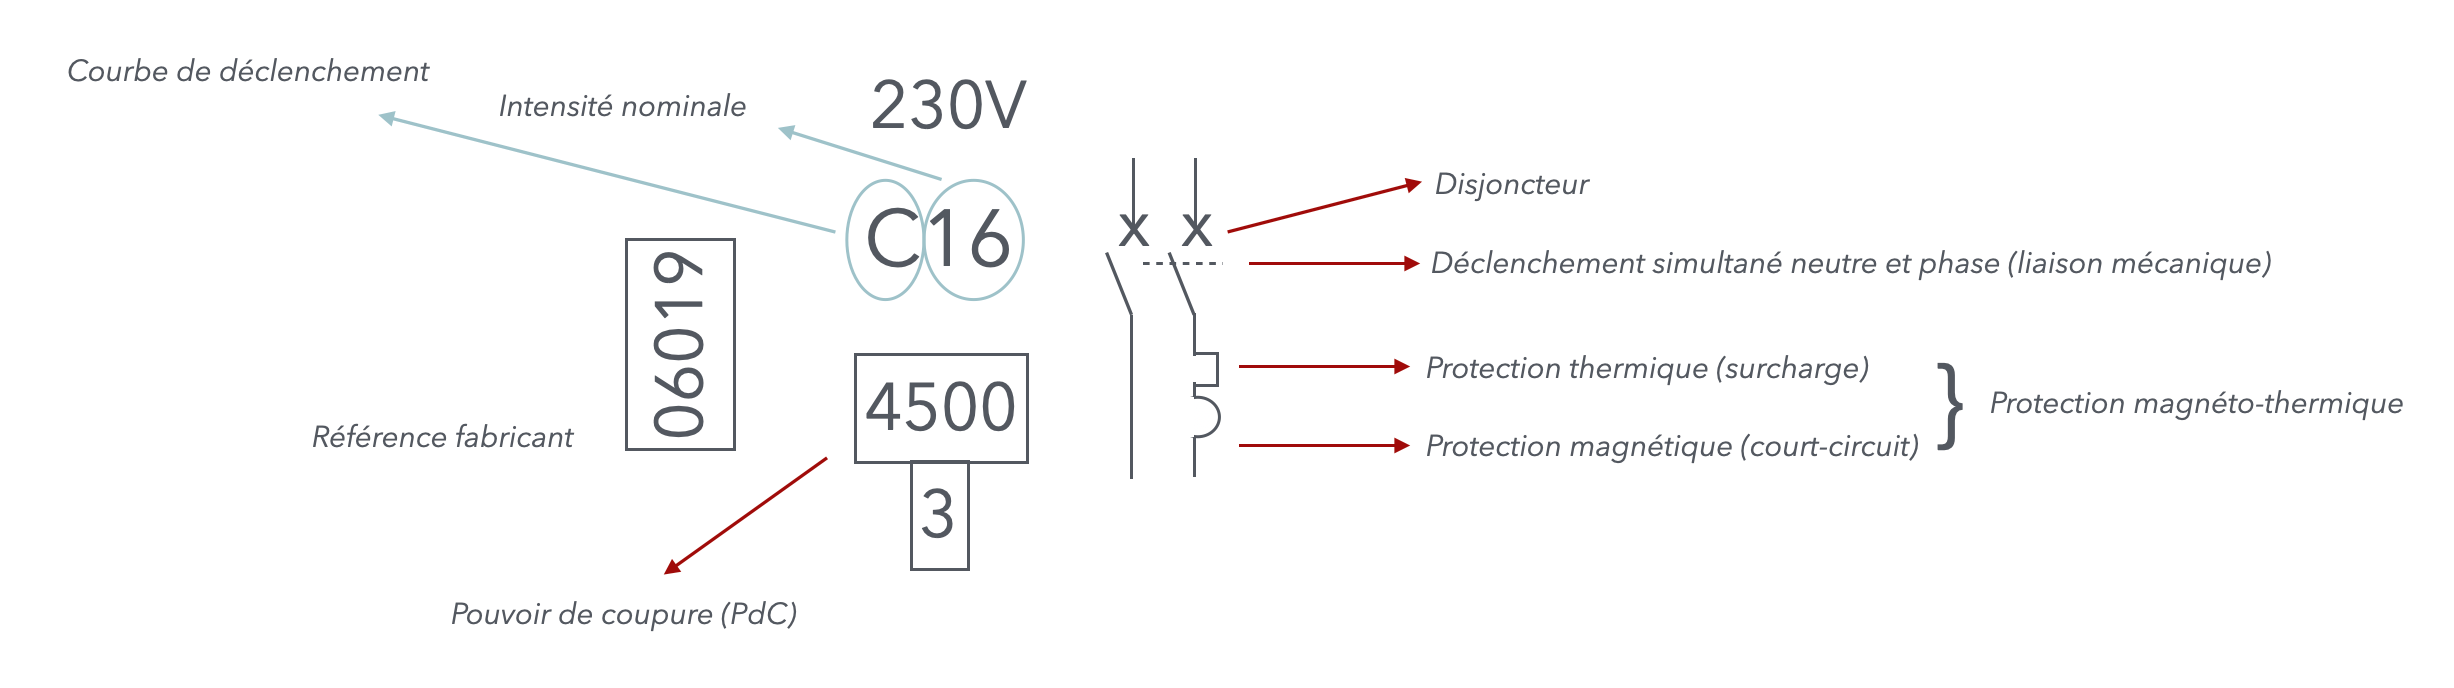 Courbe de déclenchement
Intensité nominale
230V
C16
06019
Référence fabricant
4500
3
Pouvoir de coupure (PdC)
x x
Disjoncteur
Déclenchement simultané neutre et phase (liaison mécanique)
Protection thermique (surcharge)
Protection magnétique (court-circuit)
} Protection magnéto-thermique